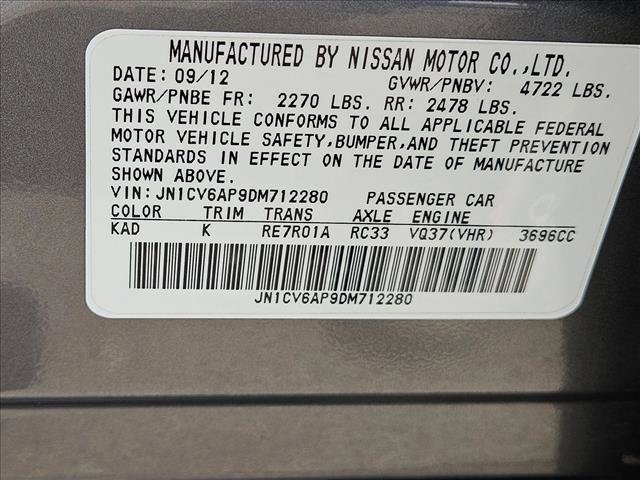 MANUFACTURED BY NISSAN MOTOR CO.,LTD.
DATE: 09/12 GVWR/PNBV: 4722 LBS.
GAWR/PNBE FR: 2270 LBS. RR: 2478 LBS.
THIS VEHICLE CONFORMS TO ALL APPLICABLE FEDERAL
MOTOR VEHICLE SAFETY,BUMPER,AND THEFT PREVENTION
STANDARDS IN EFFECT ON THE DATE OF MANUFACTURE
SHOWN ABOVE.
VIN:JN1CV6AP9DM712280 PASSENGER CAR
COLOR TRIM TRANS AXLE ENGINE
KAD K RE7R01A RC33 VQ37(VHR) 3696CC
JN1CV6AP9DM712280